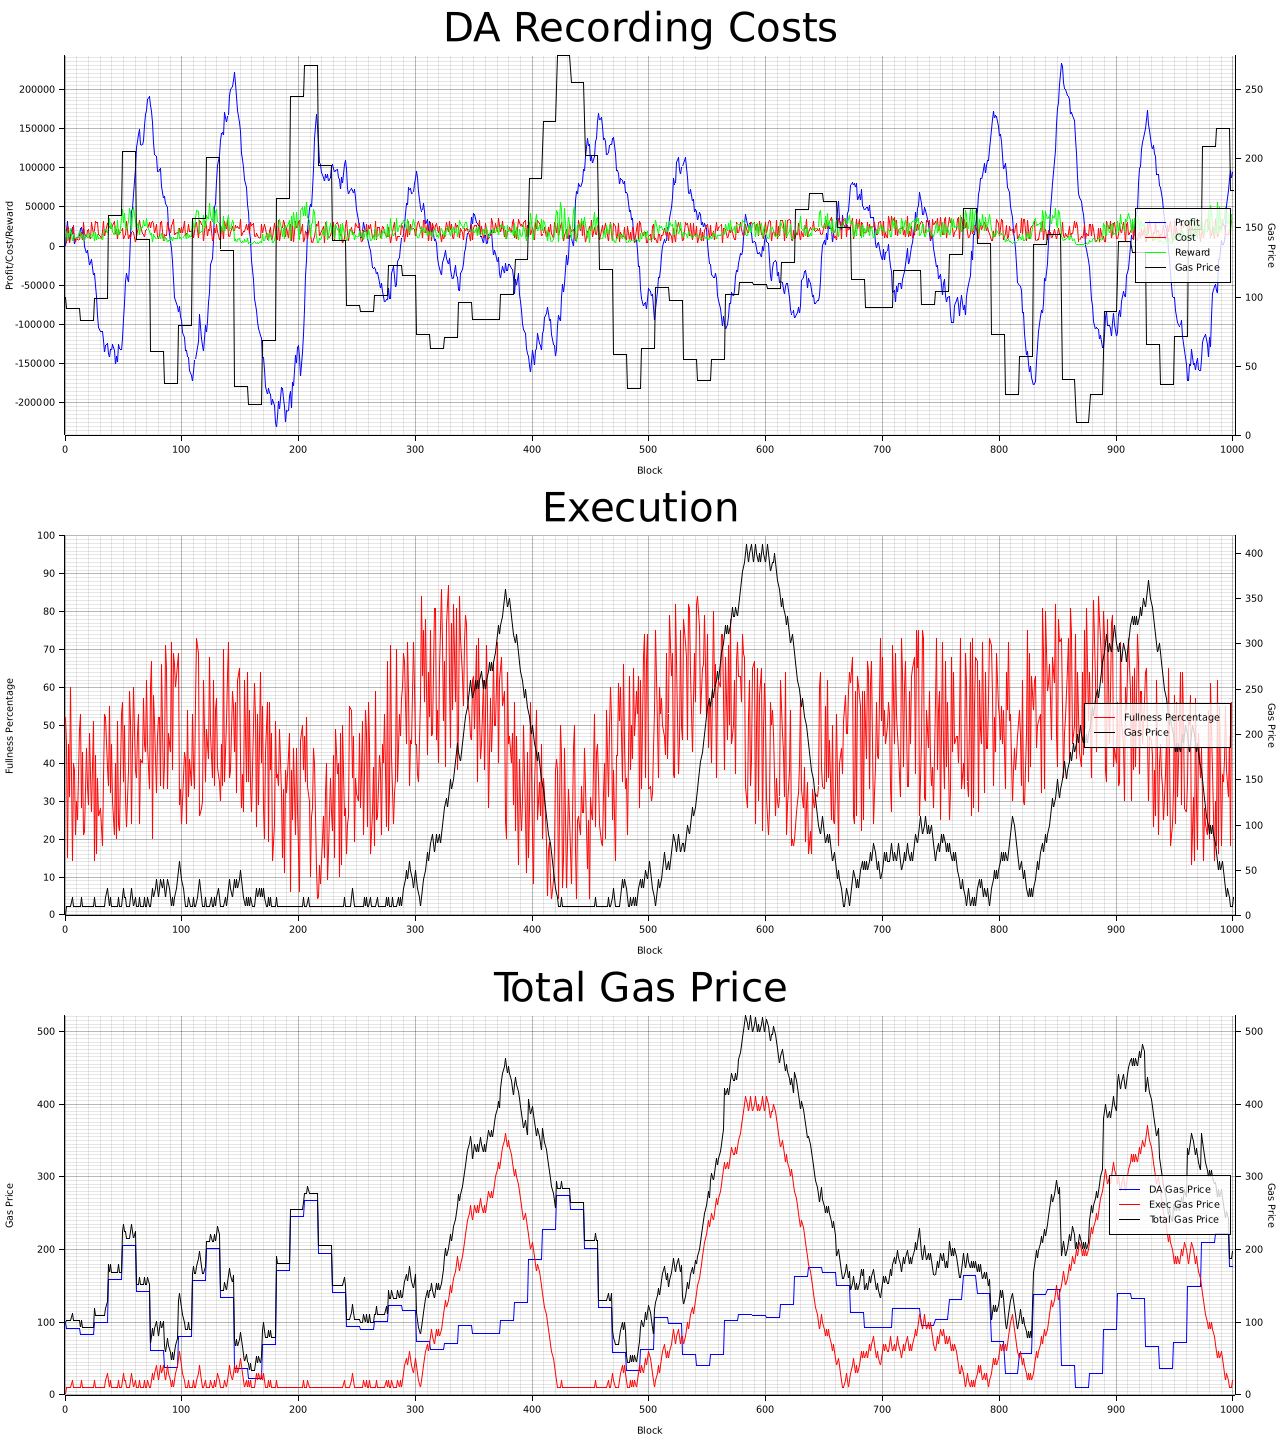 DA Recording Costs
200000
150000
100000
50000
0
-50000
-100000
-150000
-200000
Profit/Cost/Reward
250
200
150
100
50
0
Gas Price
Profit
Cost
Reward
Gas Price
0 100 200 300 400 500 600 700 800 900 1000
Block
Execution
100
90
80
70
60
50
40
30
20
10
0
Fullness Percentage
400
350
300
250
200
150
100
50
0
Gas Price
Fullness Percentage
Gas Price
0 100 200 300 400 500 600 700 800 900 1000
Block
Total Gas Price
500
400
300
200
100
0
Gas Price
500
400
300
200
100
0
Gas Price
DA Gas Price
Exec Gas Price
Total Gas Price
0 100 200 300 400 500 600 700 800 900 1000
Block